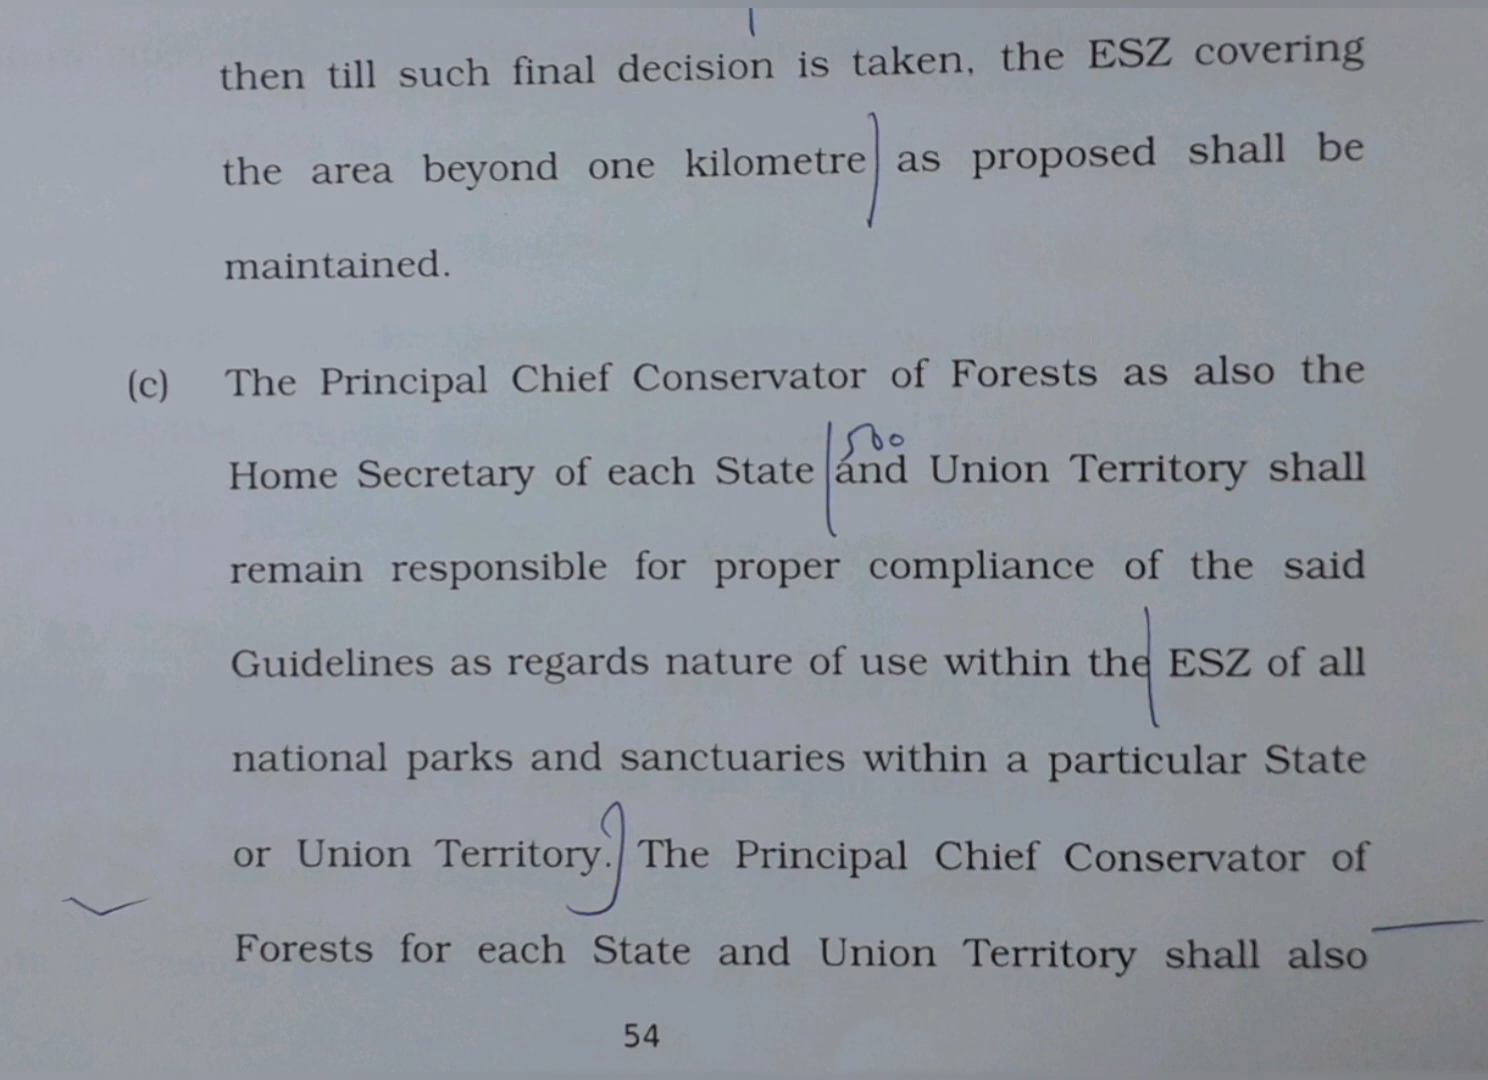 then till such final decision is taken, the ESZ covering
the area beyond one kilometre as proposed shall be
maintained.
(c) The Principal Chief Conservator of Forests as also the
500
Home Secretary of each State and Union Territory shall
remain responsible for proper compliance of the said
Guidelines as regards nature of use within the ESZ of all
national parks and sanctuaries within a particular State
or Union Territory. The Principal Chief Conservator of
Forests for each State and Union Territory shall also
54